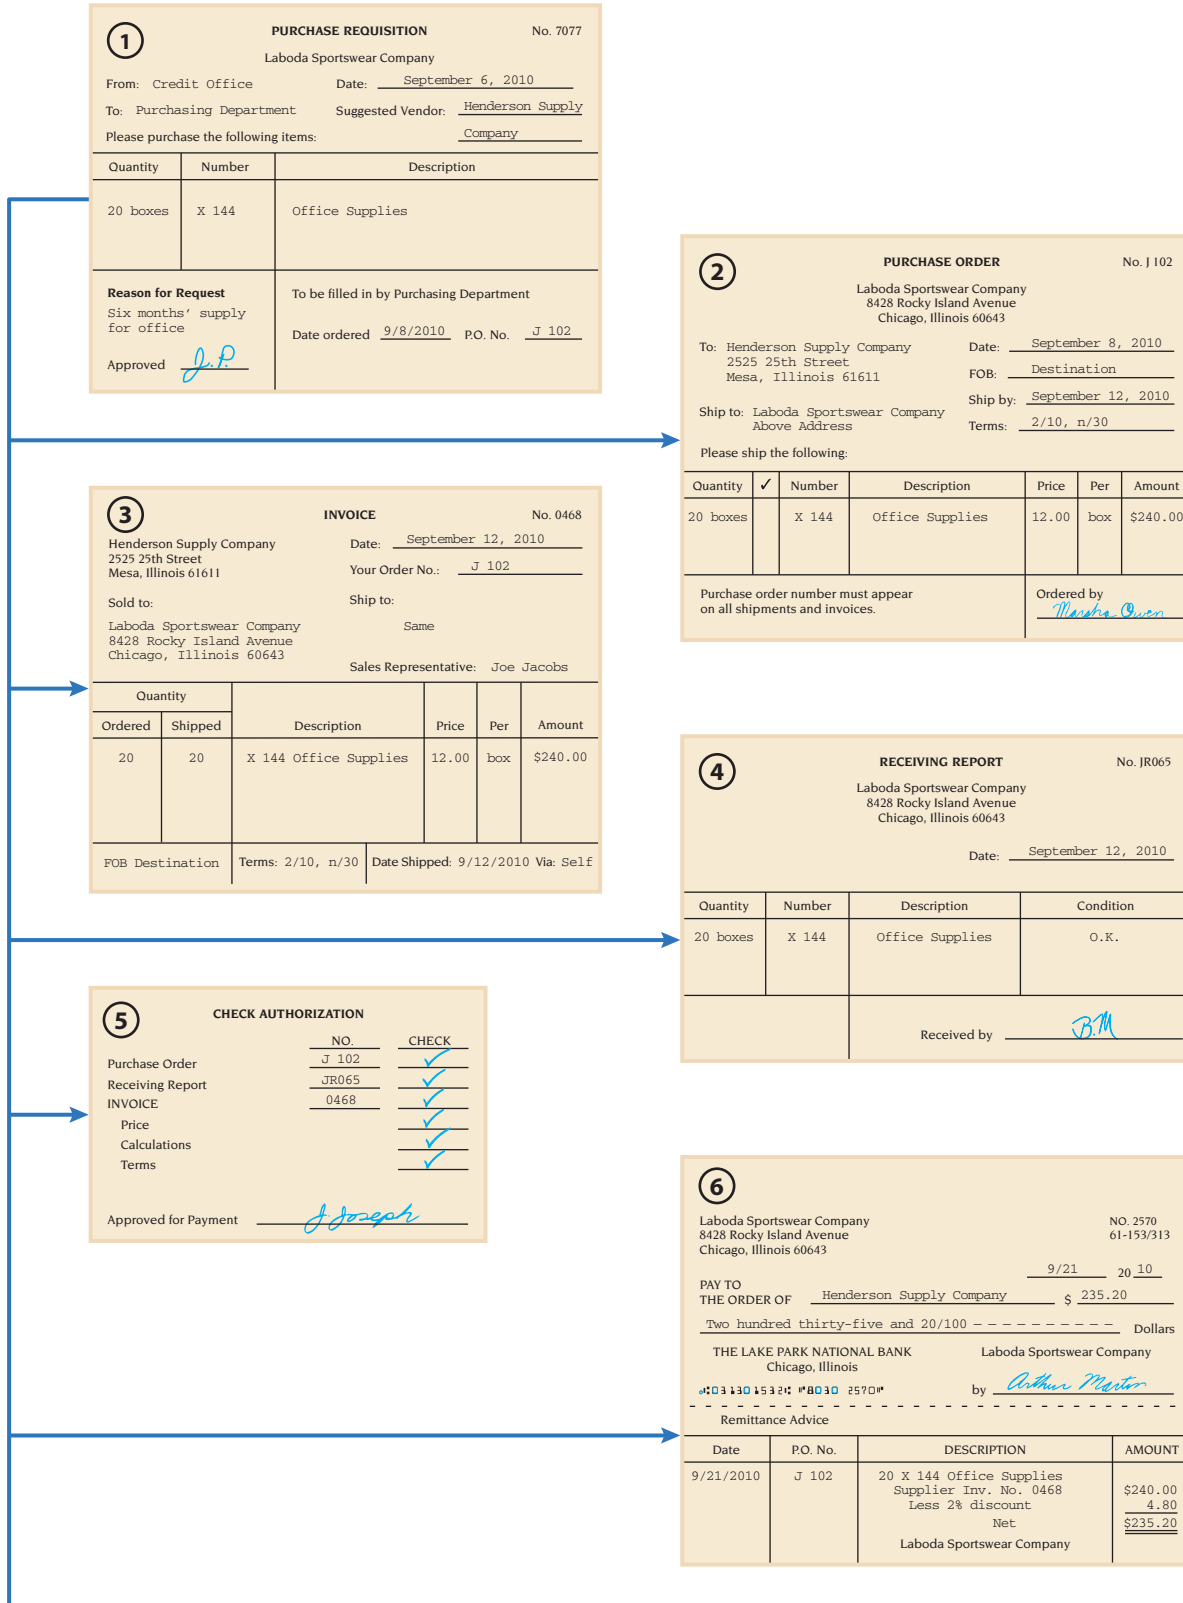 1
PURCHASE REQUISITION No. 7077
Laboda Sportswear Company
From: Credit Office Date: September 6, 2010
To: Purchasing Department Suggested Vendor: Henderson Supply
Please purchase the following items: Company
Quantity Number Description
20 boxes X 144 Office Supplies
Reason for Request To be filled in by Purchasing Department
Six months' supply
for office
Date ordered 9/8/2010 P.O. No. J 102
Approved J.P.
2
PURCHASE ORDER No. J 102
Laboda Sportswear Company
8428 Rocky Island Avenue
Chicago, Illinois 60643
To: Henderson Supply Company Date: September 8, 2010
2525 25th Street
Mesa, Illinois 61611 FOB: Destination
Ship by: September 12, 2010
Ship to: Laboda Sportswear Company
Above Address Terms: 2/10, n/30
Please ship the following:
Quantity ✓ Number Description Price Per Amount
20 boxes X 144 Office Supplies 12.00 box $240.00
Purchase order number must appear Ordered by
on all shipments and invoices. Marsha Owen
3
INVOICE No. 0468
Henderson Supply Company Date: September 12, 2010
2525 25th Street
Mesa, Illinois 61611 Your Order No.: J 102
Sold to: Ship to:
Laboda Sportswear Company Same
8428 Rocky Island Avenue
Chicago, Illinois 60643
Sales Representative: Joe Jacobs
Quantity
Ordered Shipped Description Price Per Amount
20 20 X 144 Office Supplies 12.00 box $240.00
FOB Destination Terms: 2/10, n/30 Date Shipped: 9/12/2010 Via: Self
4
RECEIVING REPORT No. JR065
Laboda Sportswear Company
8428 Rocky Island Avenue
Chicago, Illinois 60643
Date: September 12, 2010
Quantity Number Description Condition
20 boxes X 144 Office Supplies O.K.
Received by B.M
5
CHECK AUTHORIZATION
NO. CHECK
Purchase Order J 102 ✓
Receiving Report JR065 ✓
INVOICE 0468 ✓
Price ✓
Calculations ✓
Terms ✓
Approved for Payment J. Joseph
6
Laboda Sportswear Company NO. 2570
8428 Rocky Island Avenue 61-153/313
Chicago, Illinois 60643
9/21 20 10
PAY TO
THE ORDER OF Henderson Supply Company $ 235.20
Two hundred thirty-five and 20/100 – – – – – – – – – – Dollars
THE LAKE PARK NATIONAL BANK Laboda Sportswear Company
Chicago, Illinois
⑆031301532⑆ ⑈8030 2570⑈ by Arthur Martin
Remittance Advice
Date P.O. No. DESCRIPTION AMOUNT
9/21/2010 J 102 20 X 144 Office Supplies
Supplier Inv. No. 0468 $240.00
Less 2% discount 4.80
Net $235.20
Laboda Sportswear Company